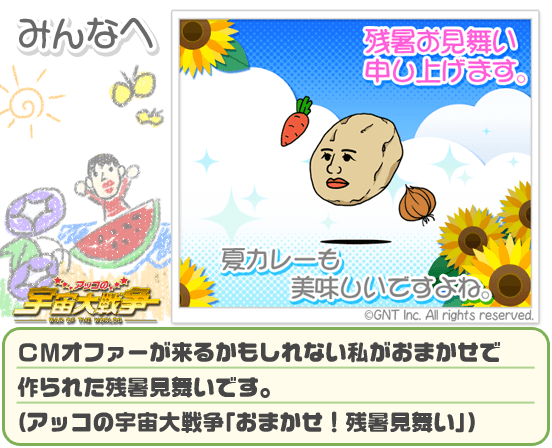 みんなへ
残暑お見舞い
申し上げます。
夏カレーも
美味しいですよね。
©GNT Inc. All rights reserved.
アッコの
宇宙大戦争
WAR OF THE WORLDS
CMオファーが来るかもしれない私がおまかせで
作られた残暑見舞いです。
(アッコの宇宙大戦争「おまかせ!残暑見舞い」)